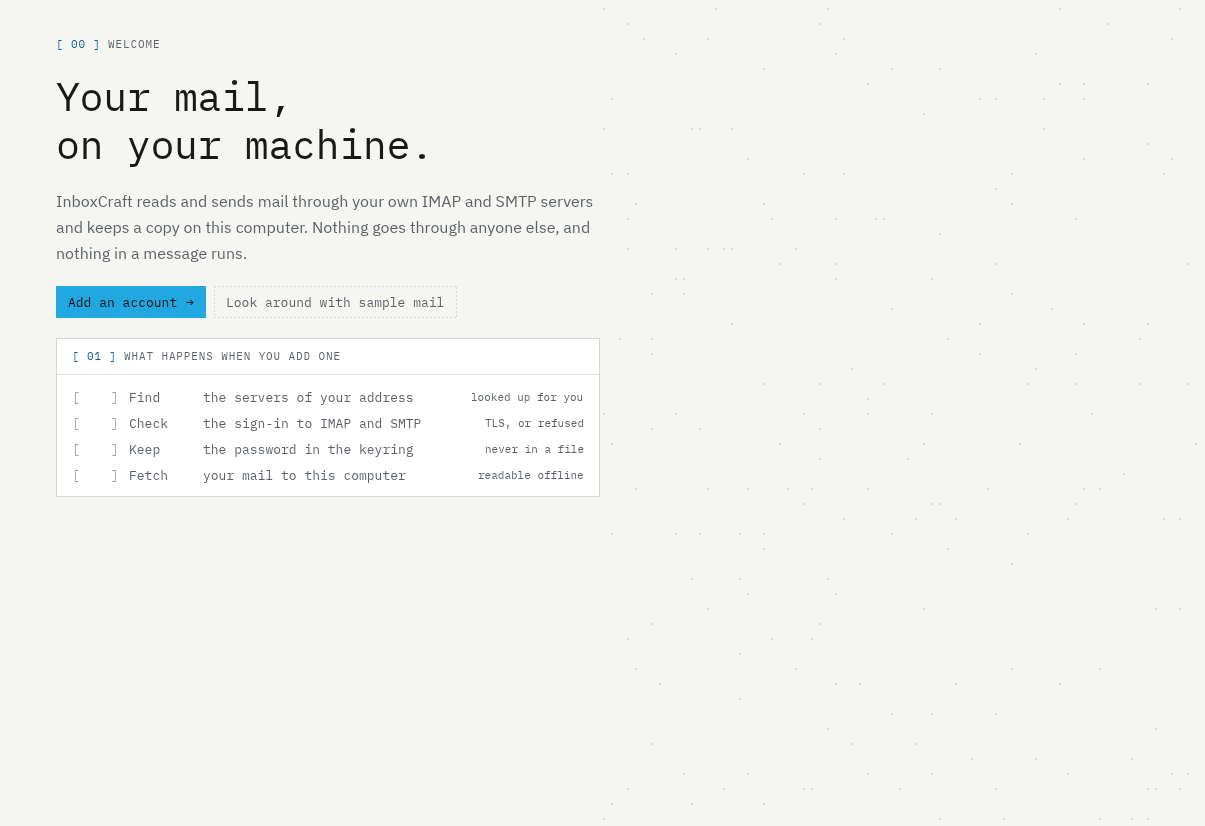 [ 00 ] WELCOME
Your mail,
on your machine.
InboxCraft reads and sends mail through your own IMAP and SMTP servers
and keeps a copy on this computer. Nothing goes through anyone else, and
nothing in a message runs.
Add an account →
Look around with sample mail
[ 01 ] WHAT HAPPENS WHEN YOU ADD ONE
[ ] Find the servers of your address looked up for you
[ ] Check the sign-in to IMAP and SMTP TLS, or refused
[ ] Keep the password in the keyring never in a file
[ ] Fetch your mail to this computer readable offline